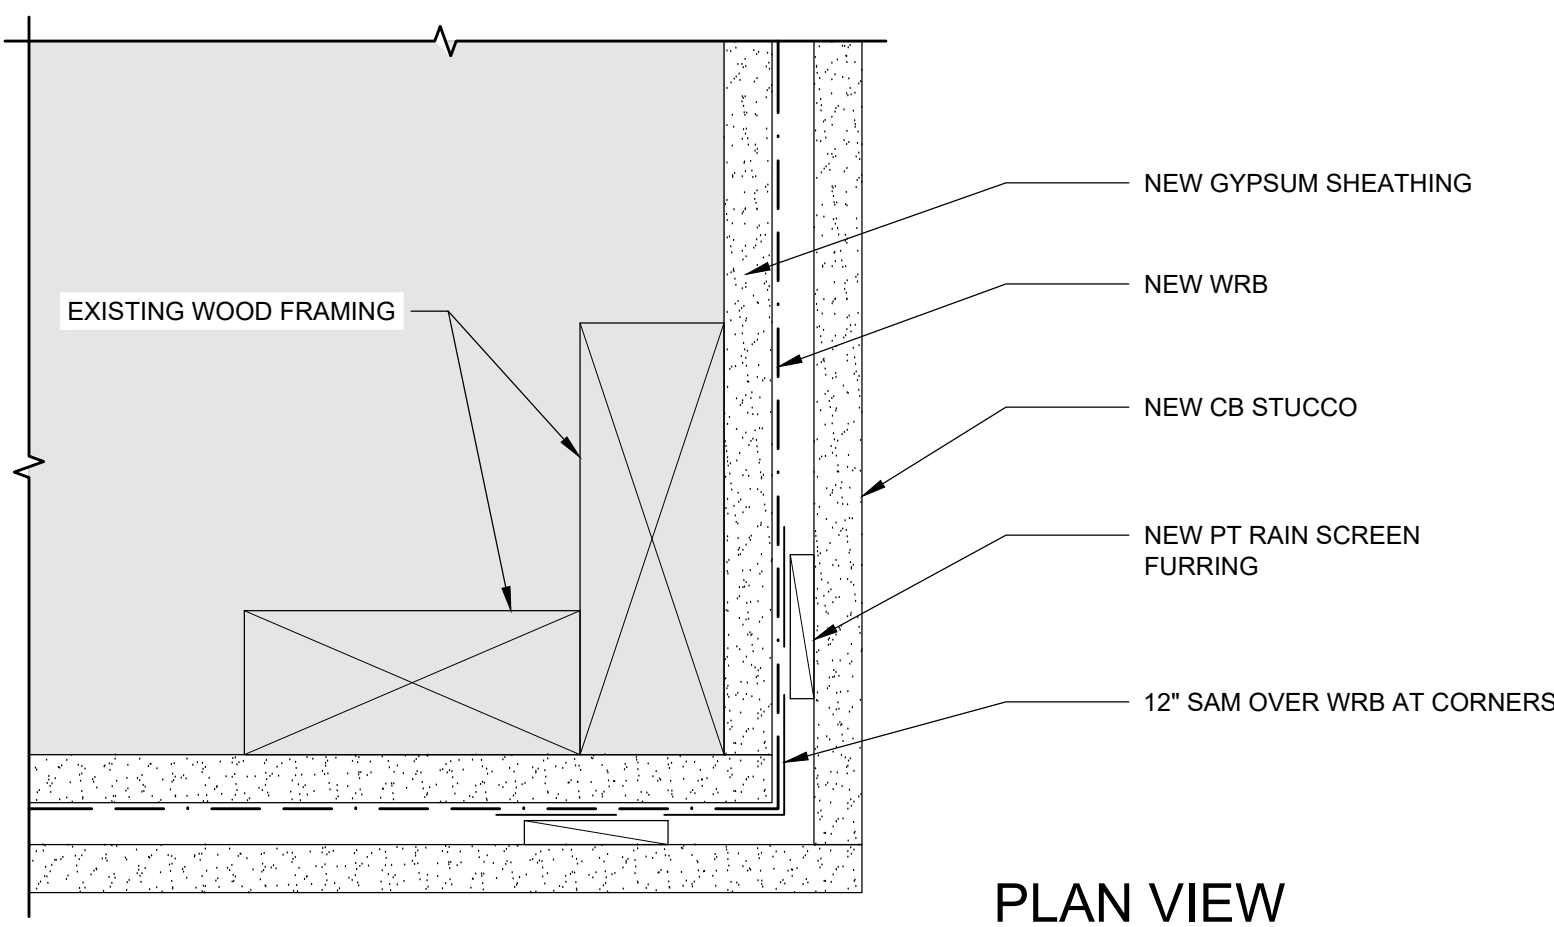 NEW GYPSUM SHEATHING
NEW WRB
EXISTING WOOD FRAMING
NEW CB STUCCO
NEW PT RAIN SCREEN
FURRING
12" SAM OVER WRB AT CORNERS
PLAN VIEW